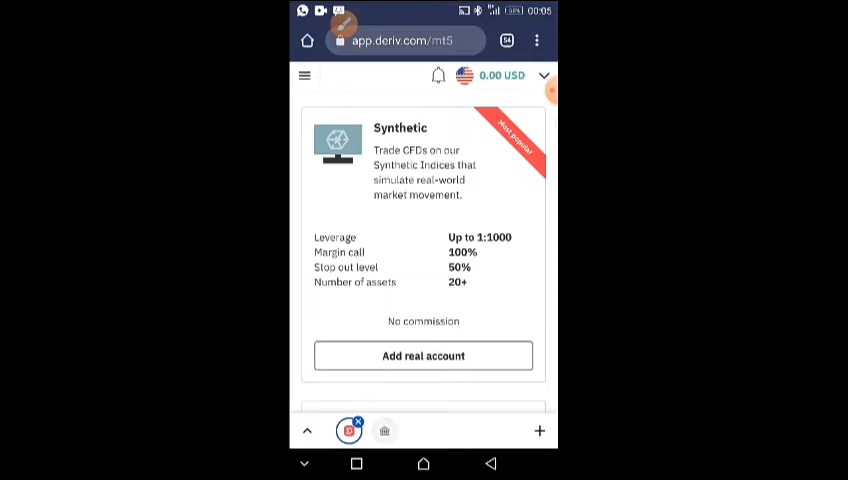 00:05
app.deriv.com/mt5
54
0.00 USD
Most popular
Synthetic
Trade CFDs on our
Synthetic Indices that
simulate real-world
market movement.
Leverage Up to 1:1000
Margin call 100%
Stop out level 50%
Number of assets 20+
No commission
Add real account